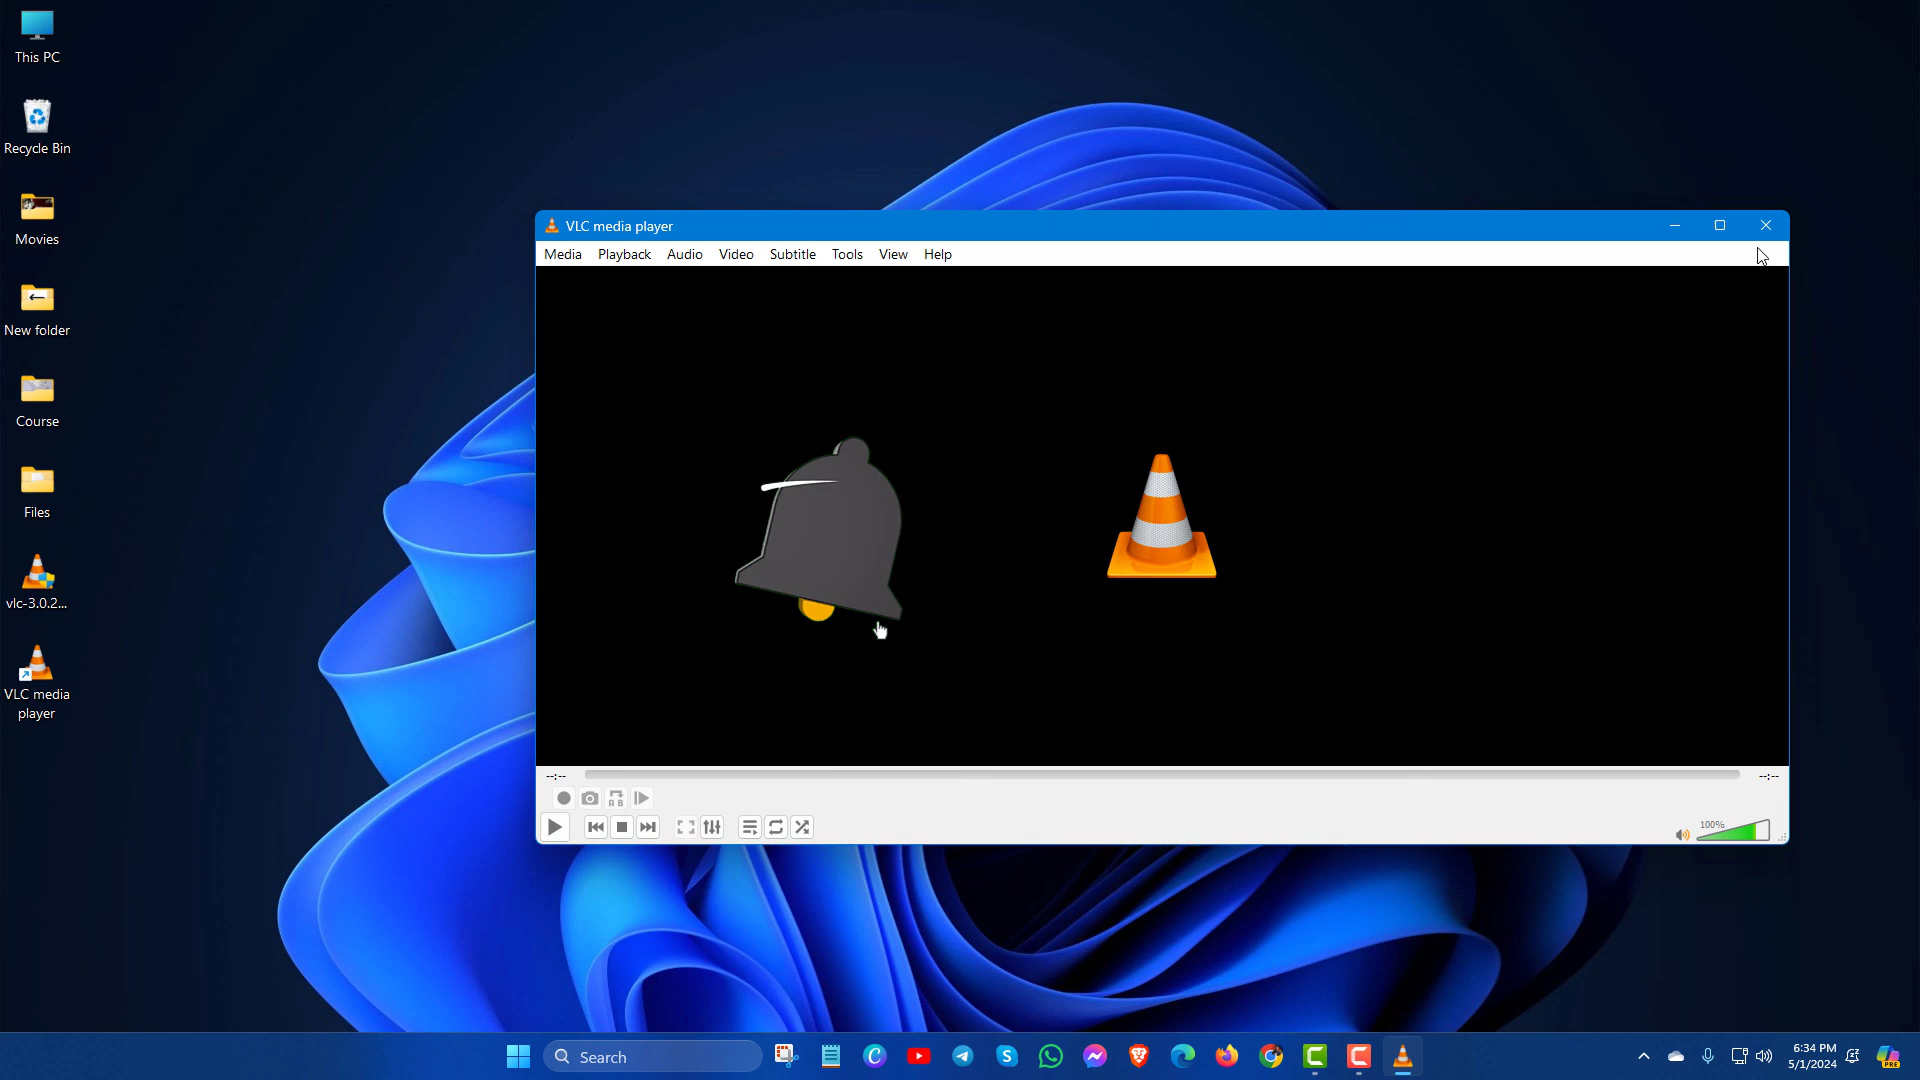 This PC
Recycle Bin
Movies
New folder
Course
Files
vlc-3.0.2...
VLC media
player
VLC media player
Media Playback Audio Video Subtitle Tools View Help
--:-- --:--
A B
100%
Search
6:34 PM
5/1/2024
PRE